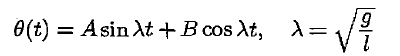 θ(t) = A sin λt + B cos λt, λ = √(g/l)